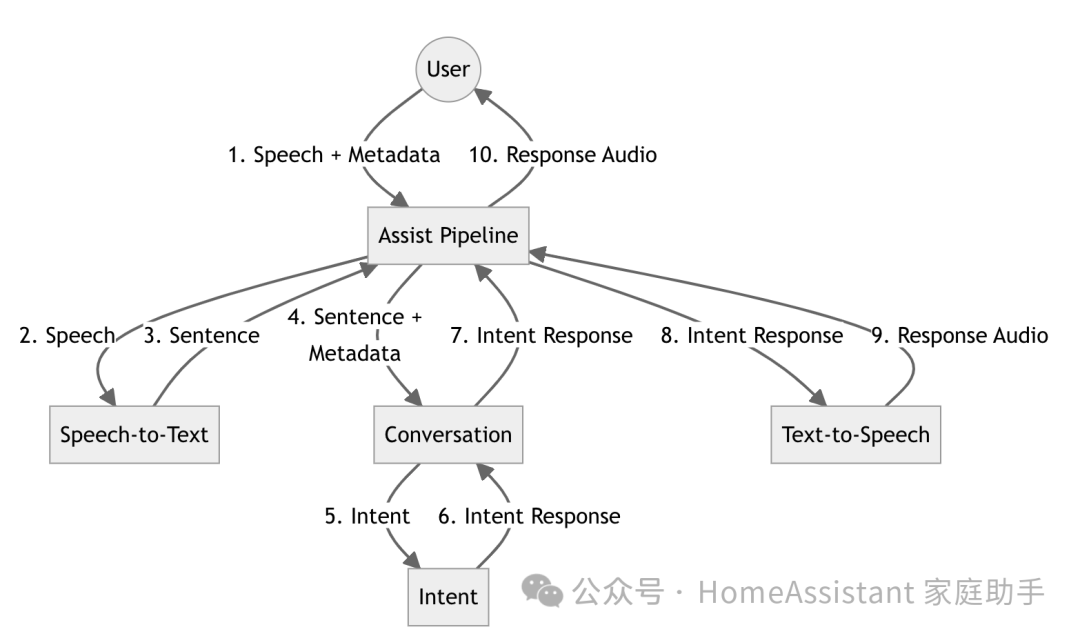 User
1. Speech + Metadata
10. Response Audio
Assist Pipeline
2. Speech
3. Sentence
4. Sentence +
Metadata
7. Intent Response
8. Intent Response
9. Response Audio
Speech-to-Text
Conversation
Text-to-Speech
5. Intent
6. Intent Response
Intent
公众号 · HomeAssistant 家庭助手